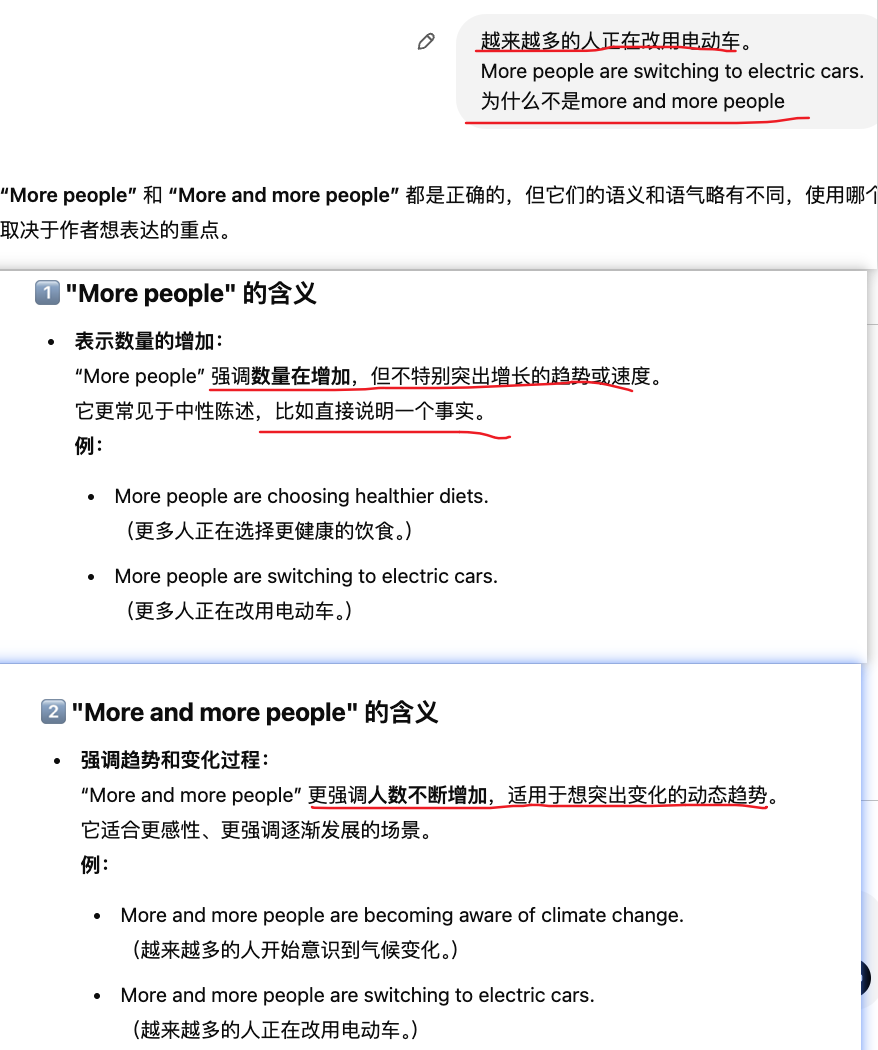 越来越多的人正在改用电动车。
More people are switching to electric cars.
为什么不是more and more people
“More people” 和 “More and more people” 都是正确的，但它们的语义和语气略有不同，使用哪个
取决于作者想表达的重点。
1 "More people" 的含义
• 表示数量的增加：
“More people” 强调数量在增加，但不特别突出增长的趋势或速度。
它更常见于中性陈述，比如直接说明一个事实。
例：
• More people are choosing healthier diets.
（更多人正在选择更健康的饮食。）
• More people are switching to electric cars.
（更多人正在改用电动车。）
2 "More and more people" 的含义
• 强调趋势和变化过程：
“More and more people” 更强调人数不断增加，适用于想突出变化的动态趋势。
它适合更感性、更强调逐渐发展的场景。
例：
• More and more people are becoming aware of climate change.
（越来越多的人开始意识到气候变化。）
• More and more people are switching to electric cars.
（越来越多的人正在改用电动车。）